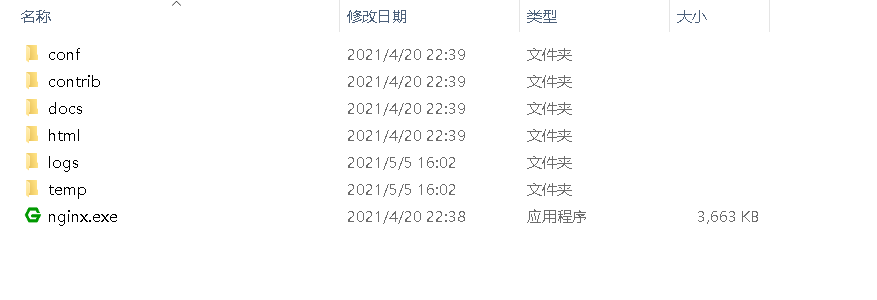 名称 修改日期 类型 大小
conf 2021/4/20 22:39 文件夹
contrib 2021/4/20 22:39 文件夹
docs 2021/4/20 22:39 文件夹
html 2021/4/20 22:39 文件夹
logs 2021/5/5 16:02 文件夹
temp 2021/5/5 16:02 文件夹
nginx.exe 2021/4/20 22:38 应用程序 3,663 KB